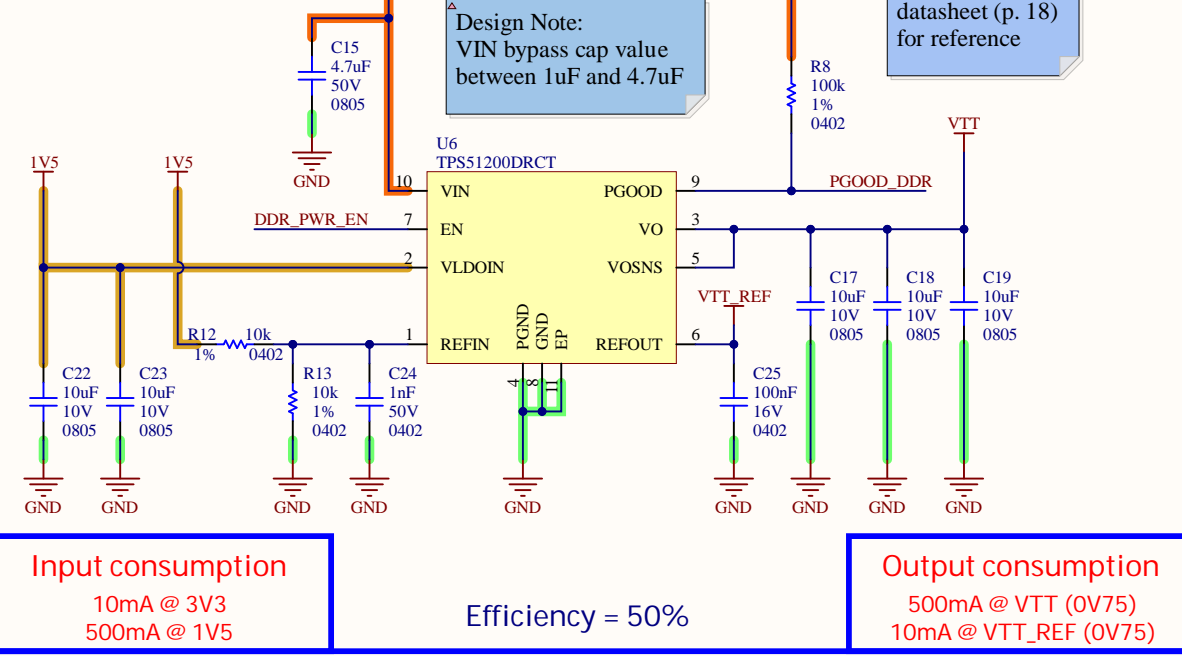 Design Note:
VIN bypass cap value
between 1uF and 4.7uF
datasheet (p. 18)
for reference
C15
4.7uF
50V
0805
GND
R8
100k
1%
0402
1V5
1V5
VTT
U6
TPS51200DRCT
10 VIN
PGOOD 9
PGOOD_DDR
DDR_PWR_EN
7 EN
VO 3
2 VLDOIN
VOSNS 5
1 REFIN
REFOUT 6
PGND
GND
EP
4
8
11
VTT_REF
R12 10k
1% 0402
C22
10uF
10V
0805
C23
10uF
10V
0805
R13
10k
1%
0402
C24
1nF
50V
0402
C25
100nF
16V
0402
C17
10uF
10V
0805
C18
10uF
10V
0805
C19
10uF
10V
0805
GND
GND
GND
GND
GND
GND
GND
GND
GND
Input consumption
10mA @ 3V3
500mA @ 1V5
Efficiency = 50%
Output consumption
500mA @ VTT (0V75)
10mA @ VTT_REF (0V75)